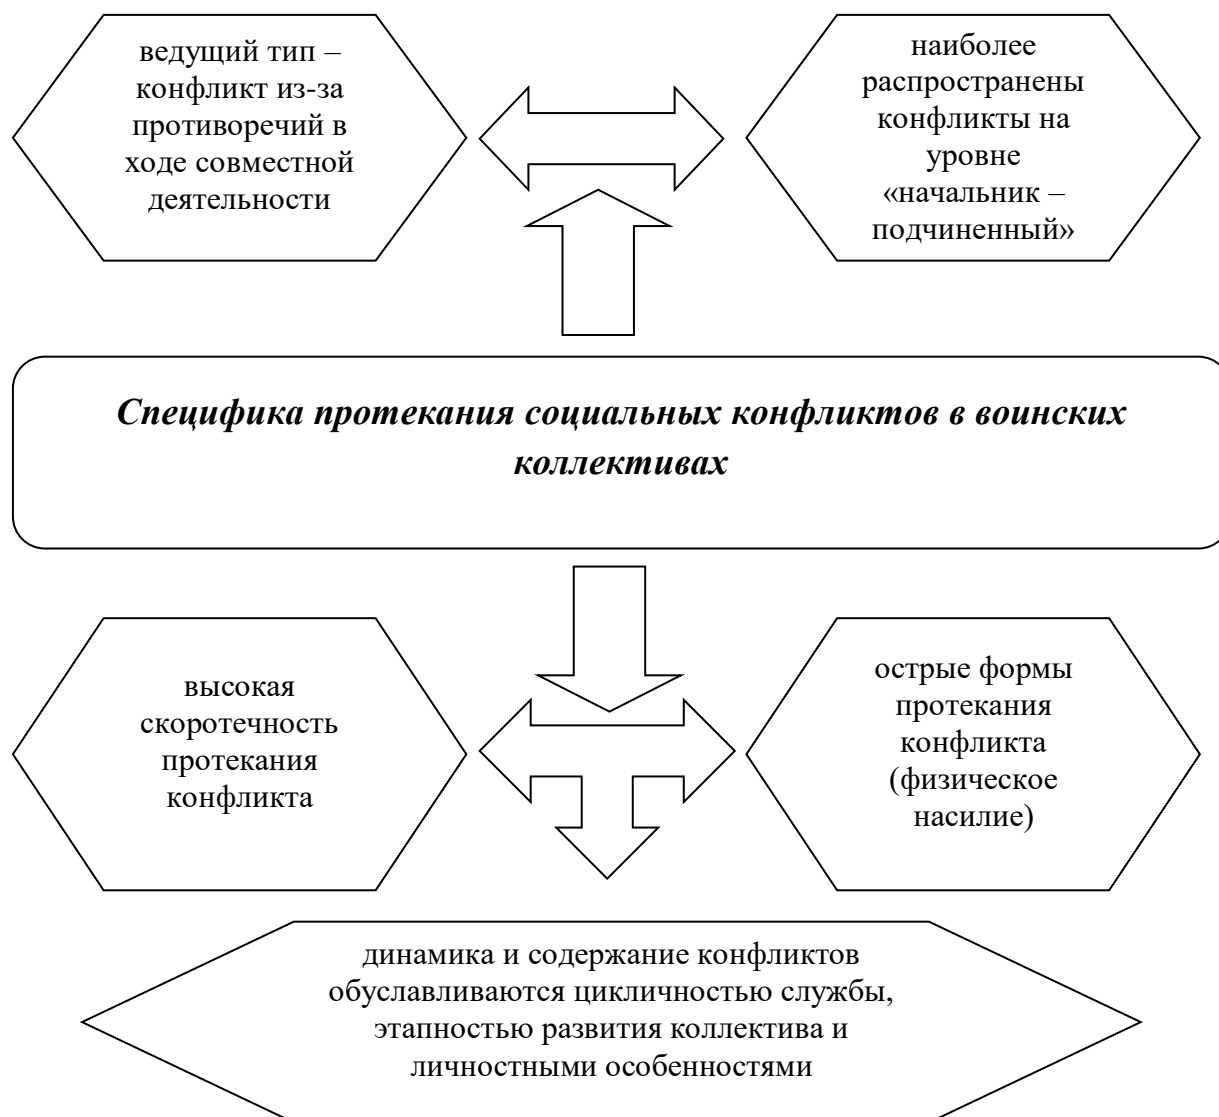 ведущий тип –
конфликт из-за
противоречий в
ходе совместной
деятельности
наиболее
распространены
конфликты на
уровне
«начальник –
подчиненный»
Специфика протекания социальных конфликтов в воинских
коллективах
высокая
скоротечность
протекания
конфликта
острые формы
протекания
конфликта
(физическое
насилие)
динамика и содержание конфликтов
обуславливаются цикличностью службы,
этапностью развития коллектива и
личностными особенностями